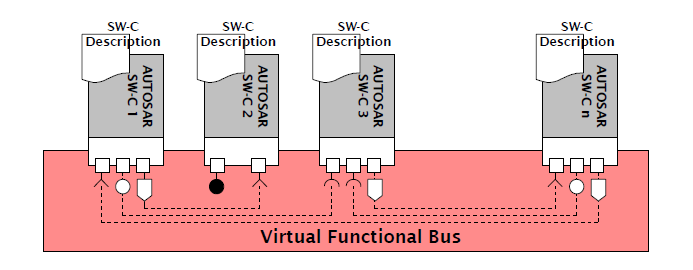 SW-C
Description
AUTOSAR
SW-C 1
SW-C
Description
AUTOSAR
SW-C 2
SW-C
Description
AUTOSAR
SW-C 3
SW-C
Description
AUTOSAR
SW-C n
Virtual Functional Bus